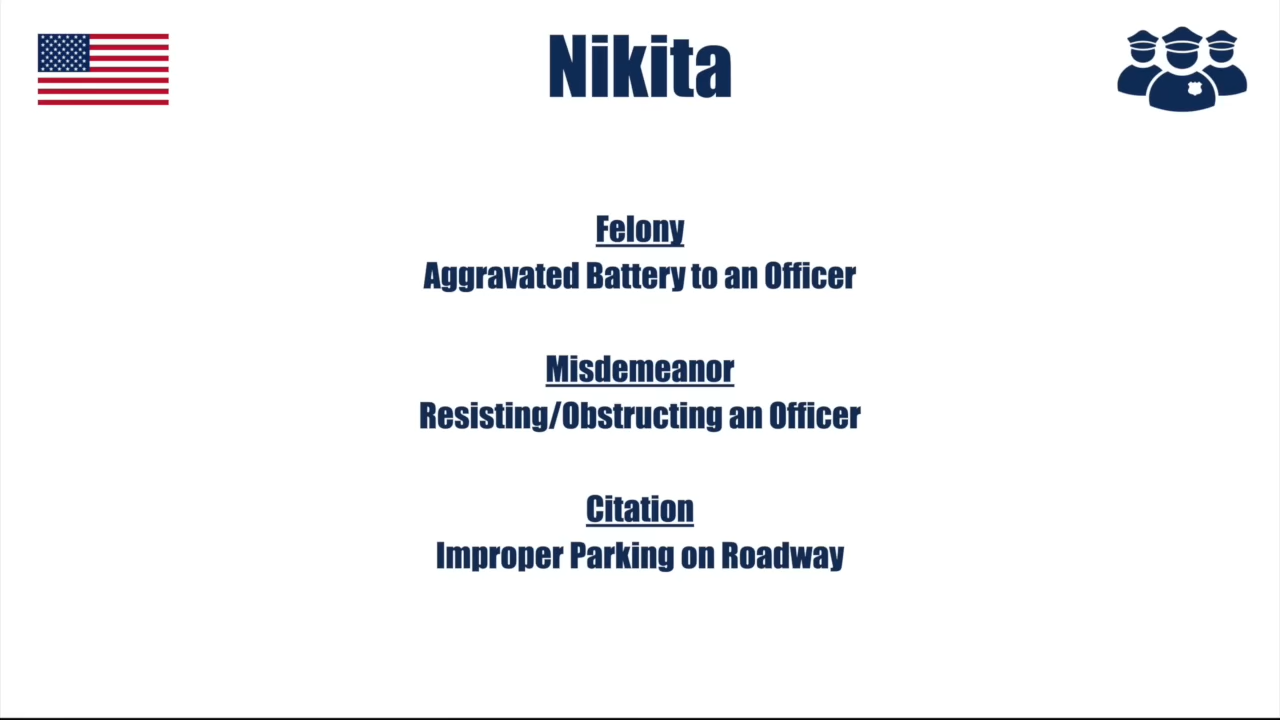 Nikita
Felony
Aggravated Battery to an Officer
Misdemeanor
Resisting/Obstructing an Officer
Citation
Improper Parking on Roadway